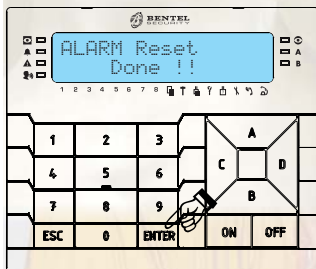 BENTEL
SECURITY
ALARM Reset
Done !!
A
B
1 2 3 4 5 6 7 8
1 2 3
4 5 6
7 8 9
ESC 0 ENTER
A
C D
B
ON OFF